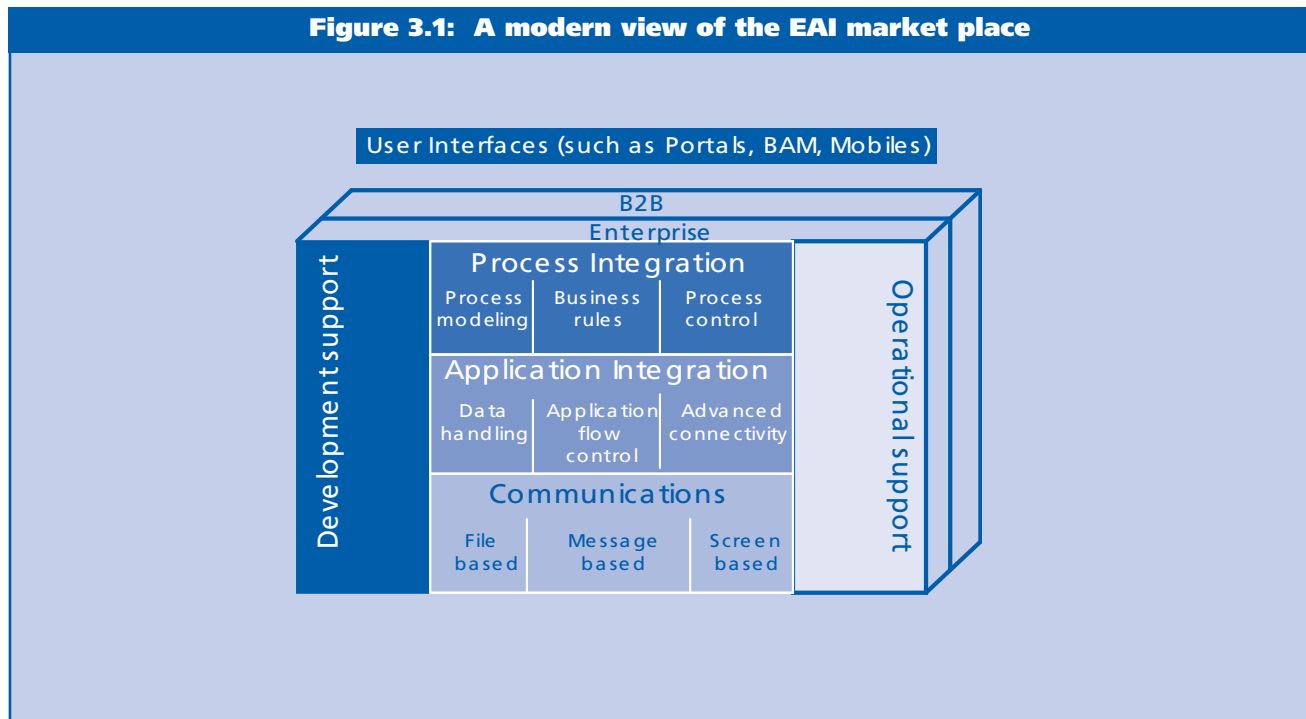 Figure 3.1: A modern view of the EAI market place
User Interfaces (such as Portals, BAM, Mobiles)
B2B
Enterprise
Development support
Process Integration
Process
modeling
Business
rules
Process
control
Application Integration
Data
handling
Application
flow
control
Advanced
connectivity
Communications
File
based
Message
based
Screen
based
Operational support